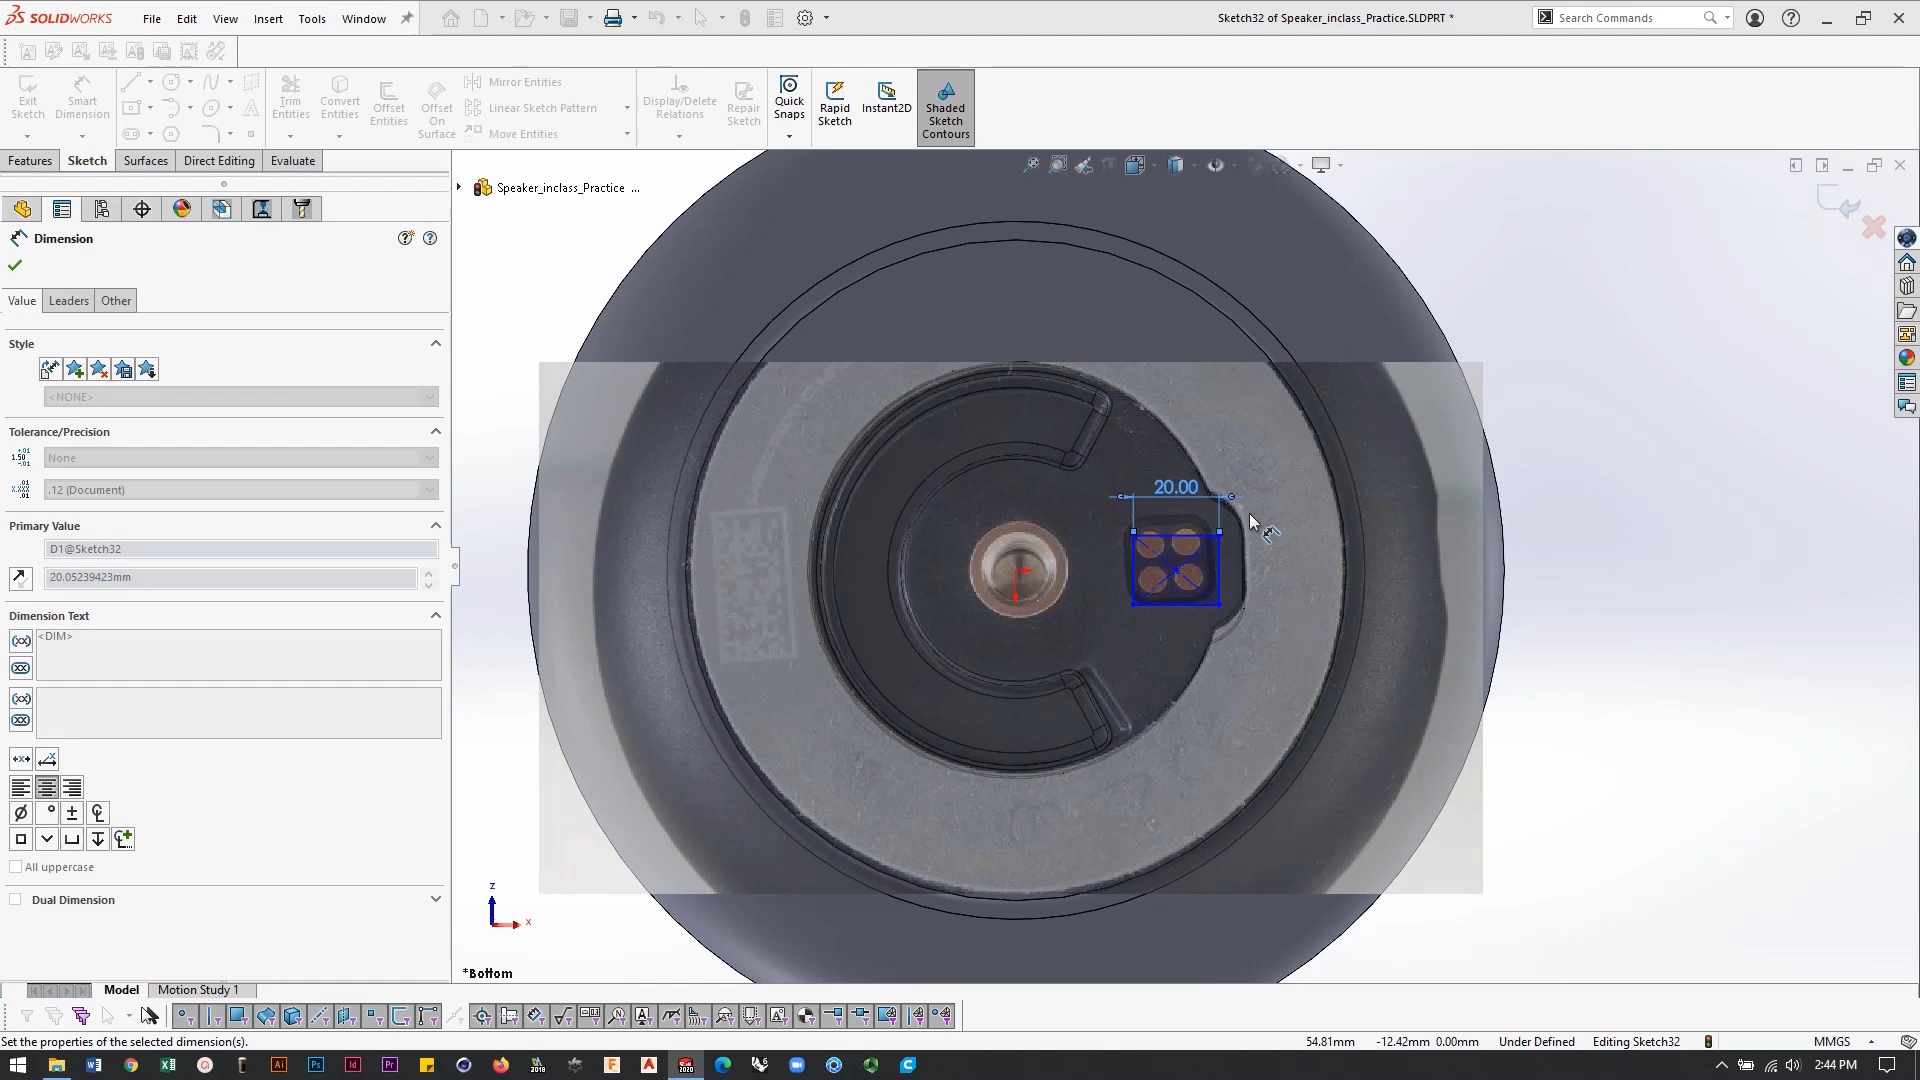 SOLIDWORKS File Edit View Insert Tools Window Sketch32 of Speaker_inclass_Practice.SLDPRT * Search Commands
Exit Sketch
Smart Dimension
Trim Entities
Convert Entities
Offset Entities
Offset On Surface
Mirror Entities
Linear Sketch Pattern
Move Entities
Display/Delete Relations
Repair Sketch
Quick Snaps
Rapid Sketch
Instant2D
Shaded Sketch Contours
Features Sketch Surfaces Direct Editing Evaluate
Speaker_inclass_Practice ...
Dimension
Value Leaders Other
Style
<NONE>
Tolerance/Precision
None
.12 (Document)
Primary Value
D1@Sketch32
20.05239423mm
Dimension Text
<DIM>
All uppercase
Dual Dimension
20.00
z
x
*Bottom
Model Motion Study 1
Set the properties of the selected dimension(s). 54.81mm -12.42mm 0.00mm Under Defined Editing Sketch32 MMGS
2:44 PM